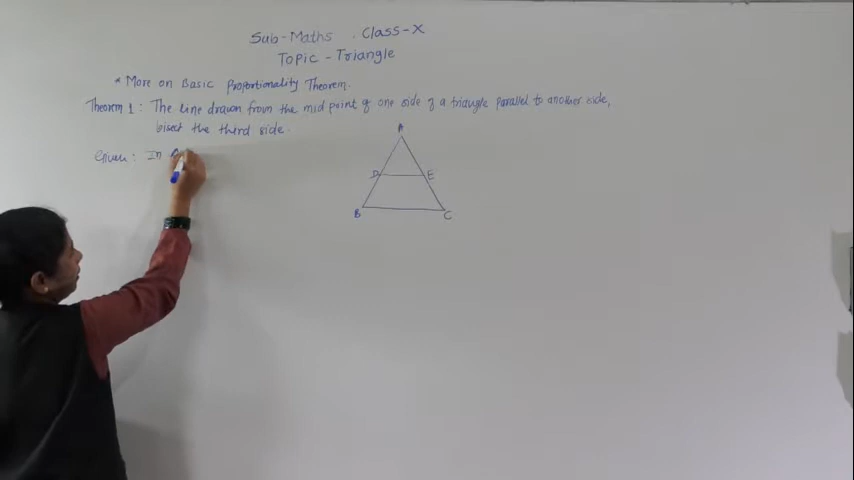 Sub-Maths . Class-X
Topic - Triangle
* More on Basic Proportionality Theorem.
Theorem 1: The line drawn from the mid point of one side of a triangle parallel to another side,
bisect the third side.
Given: In
A
D E
B C